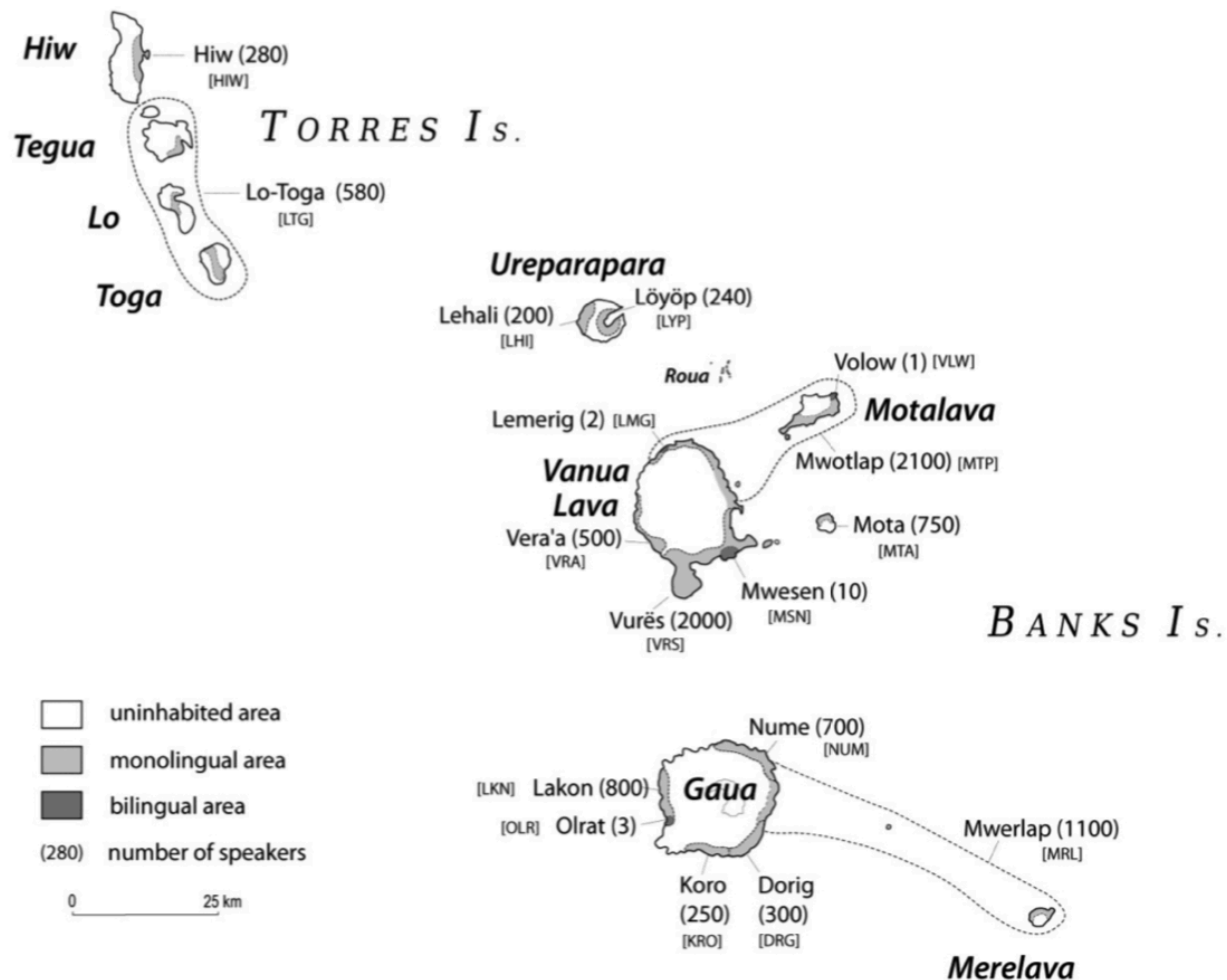 Hiw
Hiw (280)
[HIW]
TORRES Is.
Tegua
Lo-Toga (580)
[LTG]
Lo
Toga
Ureparapara
Löyöp (240)
[LYP]
Lehali (200)
[LHI]
Roua
Volow (1) [VLW]
Motalava
Lemerig (2) [LMG]
Mwotlap (2100) [MTP]
Vanua
Lava
Mota (750)
[MTA]
Vera'a (500)
[VRA]
Mwesen (10)
[MSN]
Vurës (2000)
[VRS]
BANKS Is.
uninhabited area
monolingual area
bilingual area
(280) number of speakers
0 25 km
Nume (700)
[NUM]
[LKN] Lakon (800)
Gaua
[OLR] Olrat (3)
Mwerlap (1100)
[MRL]
Koro
(250)
[KRO]
Dorig
(300)
[DRG]
Merelava